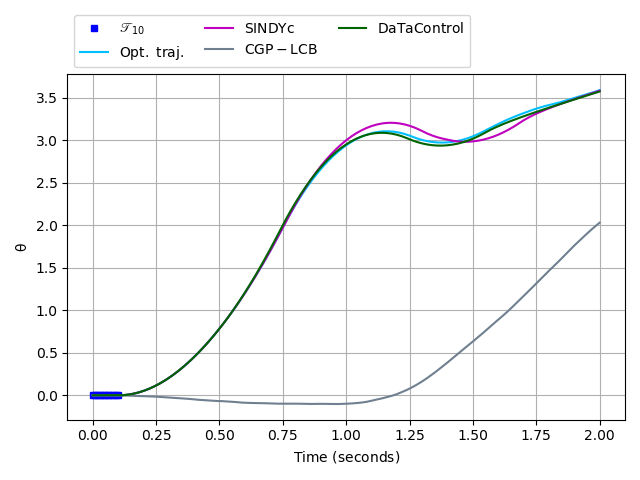 𝒯₁₀ SINDYc DaTaControl
Opt. traj. CGP − LCB
3.5
3.0
2.5
2.0
1.5
1.0
0.5
0.0
θ
0.00 0.25 0.50 0.75 1.00 1.25 1.50 1.75 2.00
Time (seconds)